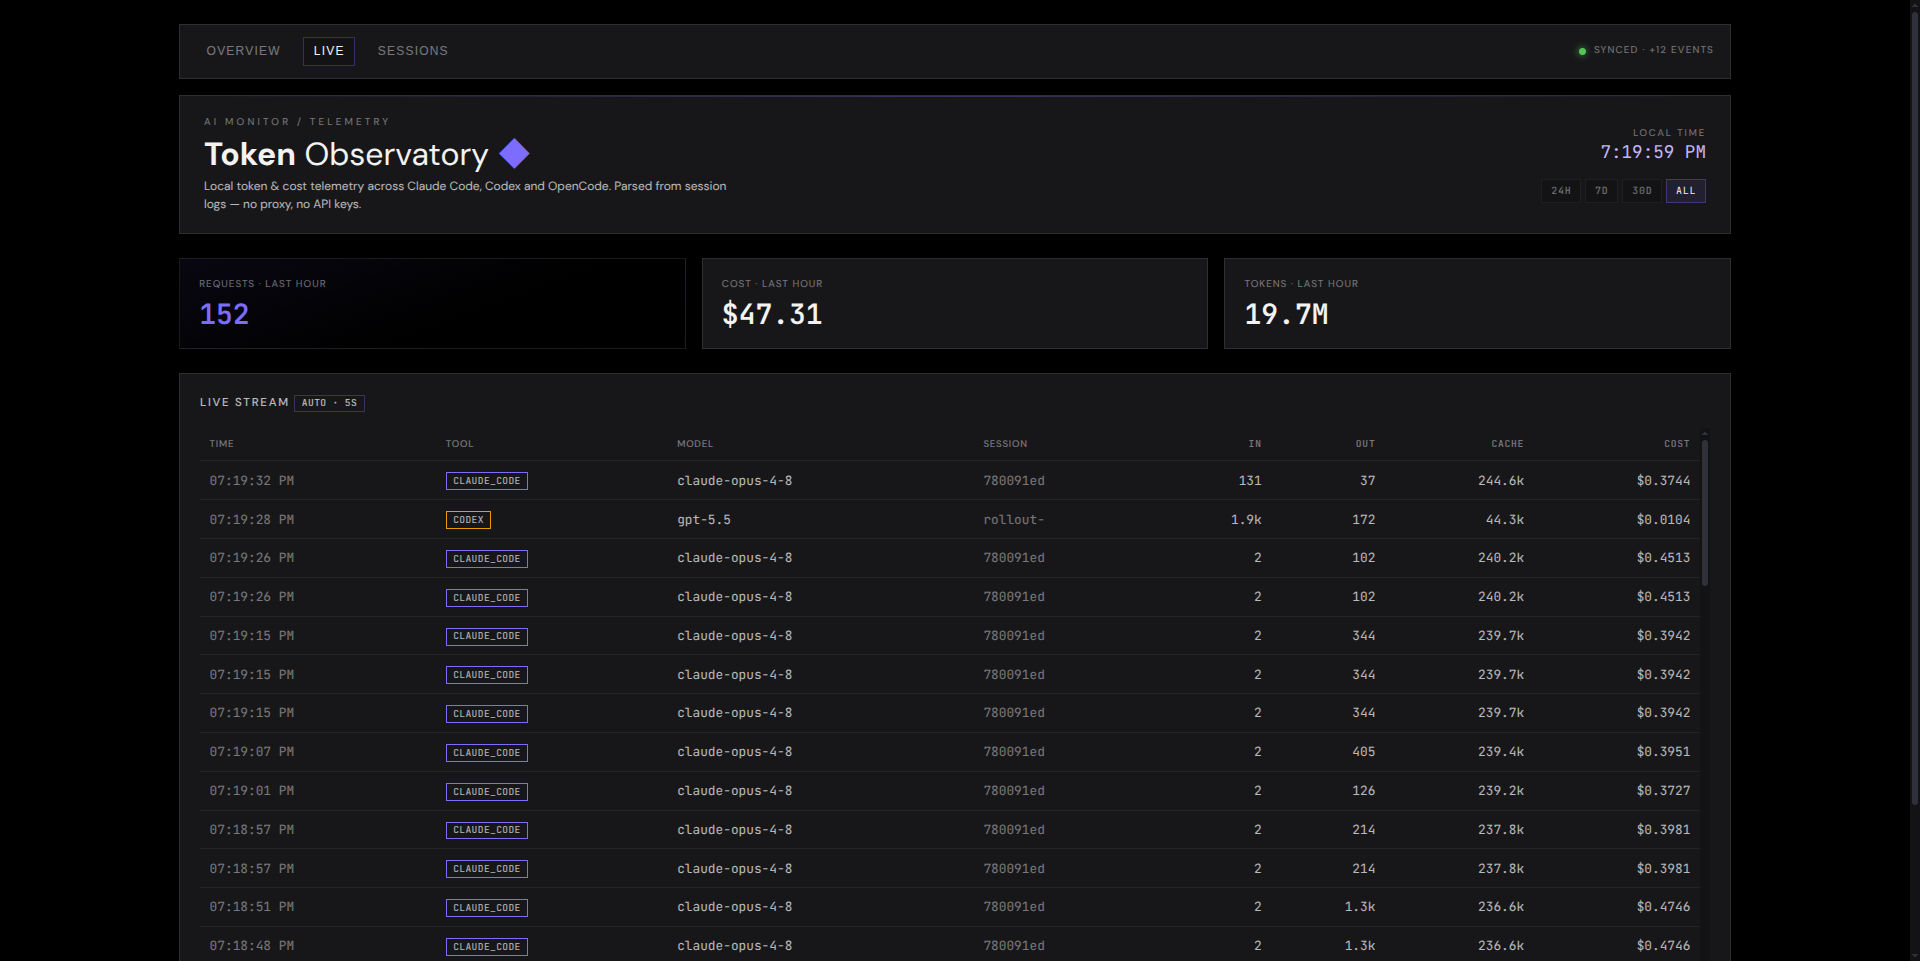 OVERVIEW LIVE SESSIONS SYNCED · +12 EVENTS
AI MONITOR / TELEMETRY
Token Observatory
Local token & cost telemetry across Claude Code, Codex and OpenCode. Parsed from session
logs — no proxy, no API keys.
LOCAL TIME
7:19:59 PM
24H 7D 30D ALL
REQUESTS · LAST HOUR
152
COST · LAST HOUR
$47.31
TOKENS · LAST HOUR
19.7M
LIVE STREAM AUTO · 5S
TIME TOOL MODEL SESSION IN OUT CACHE COST
07:19:32 PM CLAUDE_CODE claude-opus-4-8 780091ed 131 37 244.6k $0.3744
07:19:28 PM CODEX gpt-5.5 rollout- 1.9k 172 44.3k $0.0104
07:19:26 PM CLAUDE_CODE claude-opus-4-8 780091ed 2 102 240.2k $0.4513
07:19:26 PM CLAUDE_CODE claude-opus-4-8 780091ed 2 102 240.2k $0.4513
07:19:15 PM CLAUDE_CODE claude-opus-4-8 780091ed 2 344 239.7k $0.3942
07:19:15 PM CLAUDE_CODE claude-opus-4-8 780091ed 2 344 239.7k $0.3942
07:19:15 PM CLAUDE_CODE claude-opus-4-8 780091ed 2 344 239.7k $0.3942
07:19:07 PM CLAUDE_CODE claude-opus-4-8 780091ed 2 405 239.4k $0.3951
07:19:01 PM CLAUDE_CODE claude-opus-4-8 780091ed 2 126 239.2k $0.3727
07:18:57 PM CLAUDE_CODE claude-opus-4-8 780091ed 2 214 237.8k $0.3981
07:18:57 PM CLAUDE_CODE claude-opus-4-8 780091ed 2 214 237.8k $0.3981
07:18:51 PM CLAUDE_CODE claude-opus-4-8 780091ed 2 1.3k 236.6k $0.4746
07:18:48 PM CLAUDE_CODE claude-opus-4-8 780091ed 2 1.3k 236.6k $0.4746